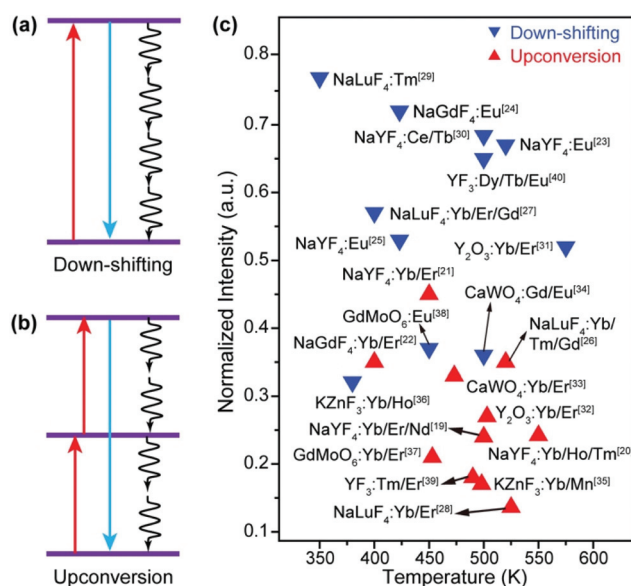 (a)
Down-shifting
(b)
Upconversion
(c)
Down-shifting
Upconversion
NaLuF₄:Tm[29]
NaGdF₄:Eu[24]
NaYF₄:Ce/Tb[30]
NaYF₄:Eu[23]
YF₃:Dy/Tb/Eu[40]
NaLuF₄:Yb/Er/Gd[27]
NaYF₄:Eu[25]
Y₂O₃:Yb/Er[31]
NaYF₄:Yb/Er[21]
CaWO₄:Gd/Eu[34]
GdMoO₆:Eu[38]
NaLuF₄:Yb/
Tm/Gd[26]
NaGdF₄:Yb/Er[22]
CaWO₄:Yb/Er[33]
KZnF₃:Yb/Ho[36]
Y₂O₃:Yb/Er[32]
NaYF₄:Yb/Er/Nd[19]
GdMoO₆:Yb/Er[37]
NaYF₄:Yb/Ho/Tm[20]
YF₃:Tm/Er[39]
KZnF₃:Yb/Mn[35]
NaLuF₄:Yb/Er[28]
Normalized Intensity (a.u.)
0.8
0.7
0.6
0.5
0.4
0.3
0.2
0.1
350 400 450 500 550 600
Temperature (K)